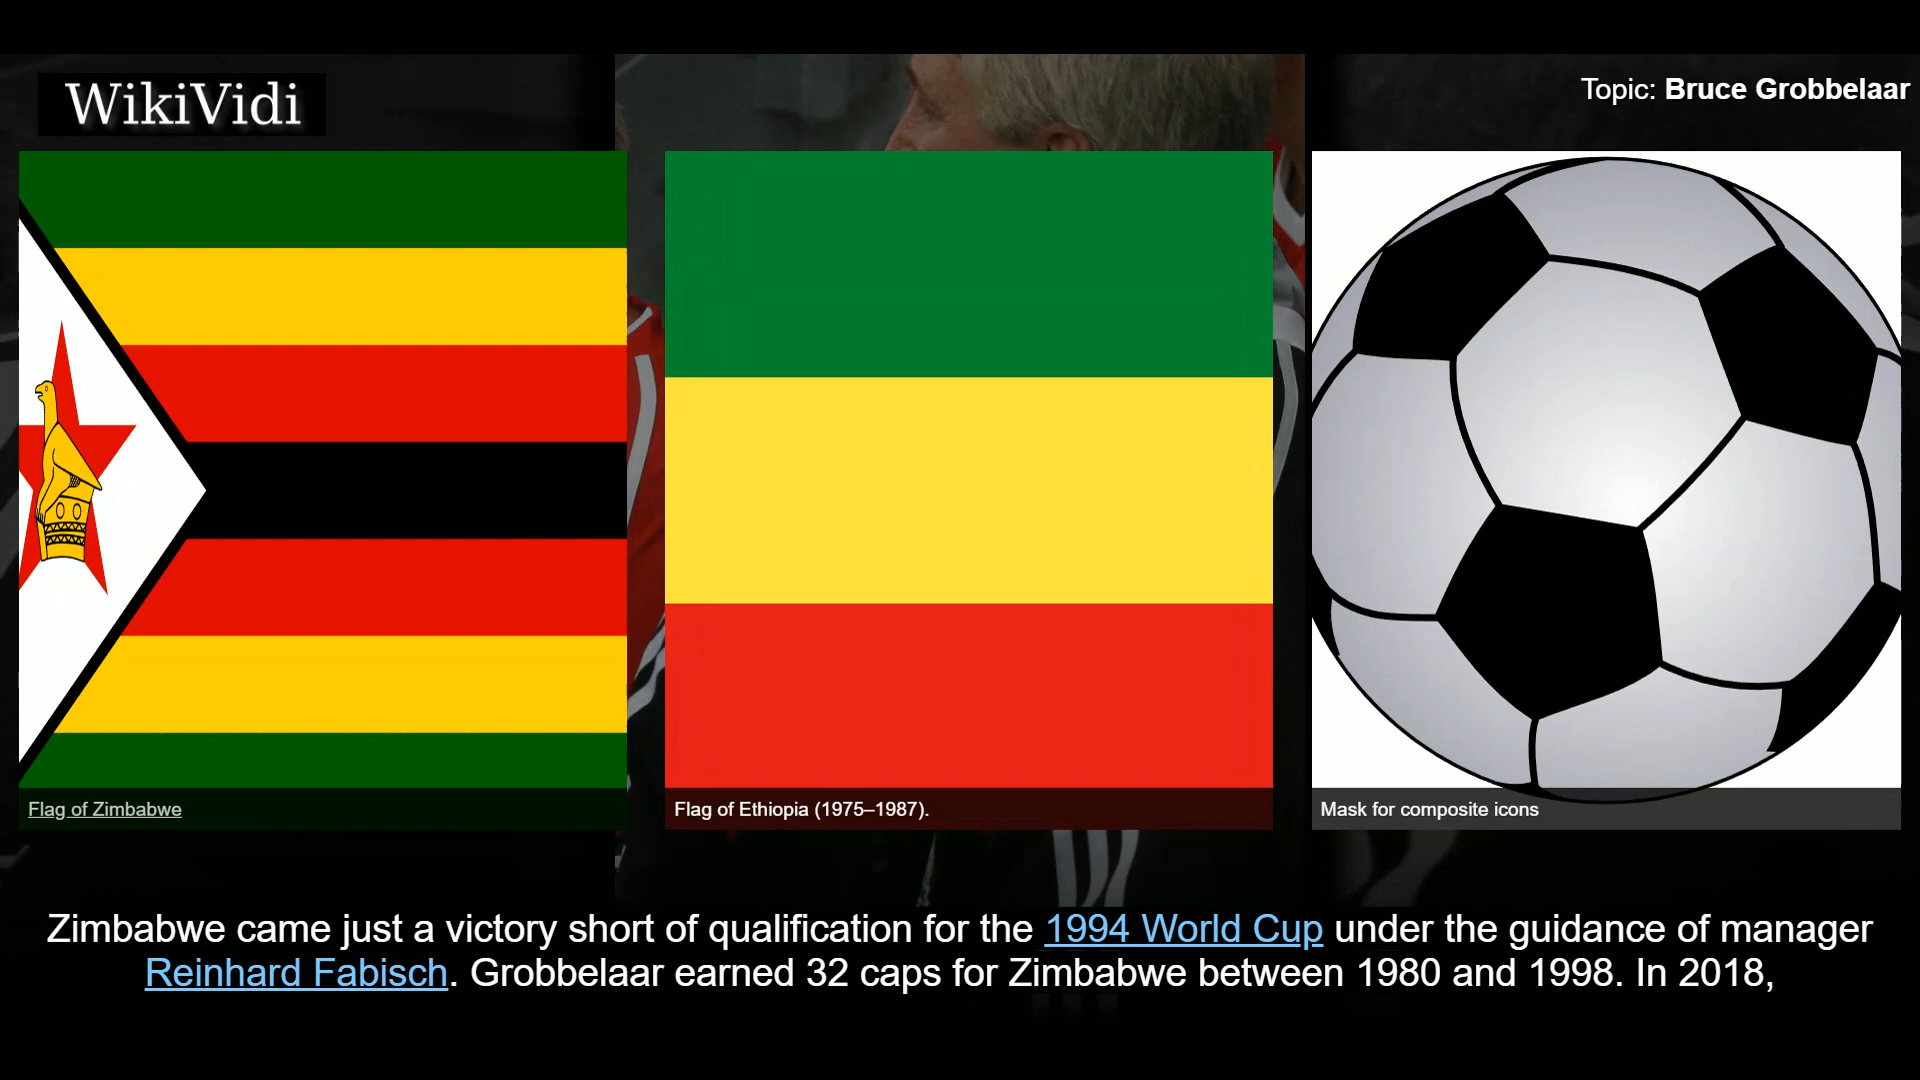 WikiVidi
Topic: Bruce Grobbelaar
Flag of Zimbabwe
Flag of Ethiopia (1975–1987).
Mask for composite icons
Zimbabwe came just a victory short of qualification for the 1994 World Cup under the guidance of manager
Reinhard Fabisch. Grobbelaar earned 32 caps for Zimbabwe between 1980 and 1998. In 2018,